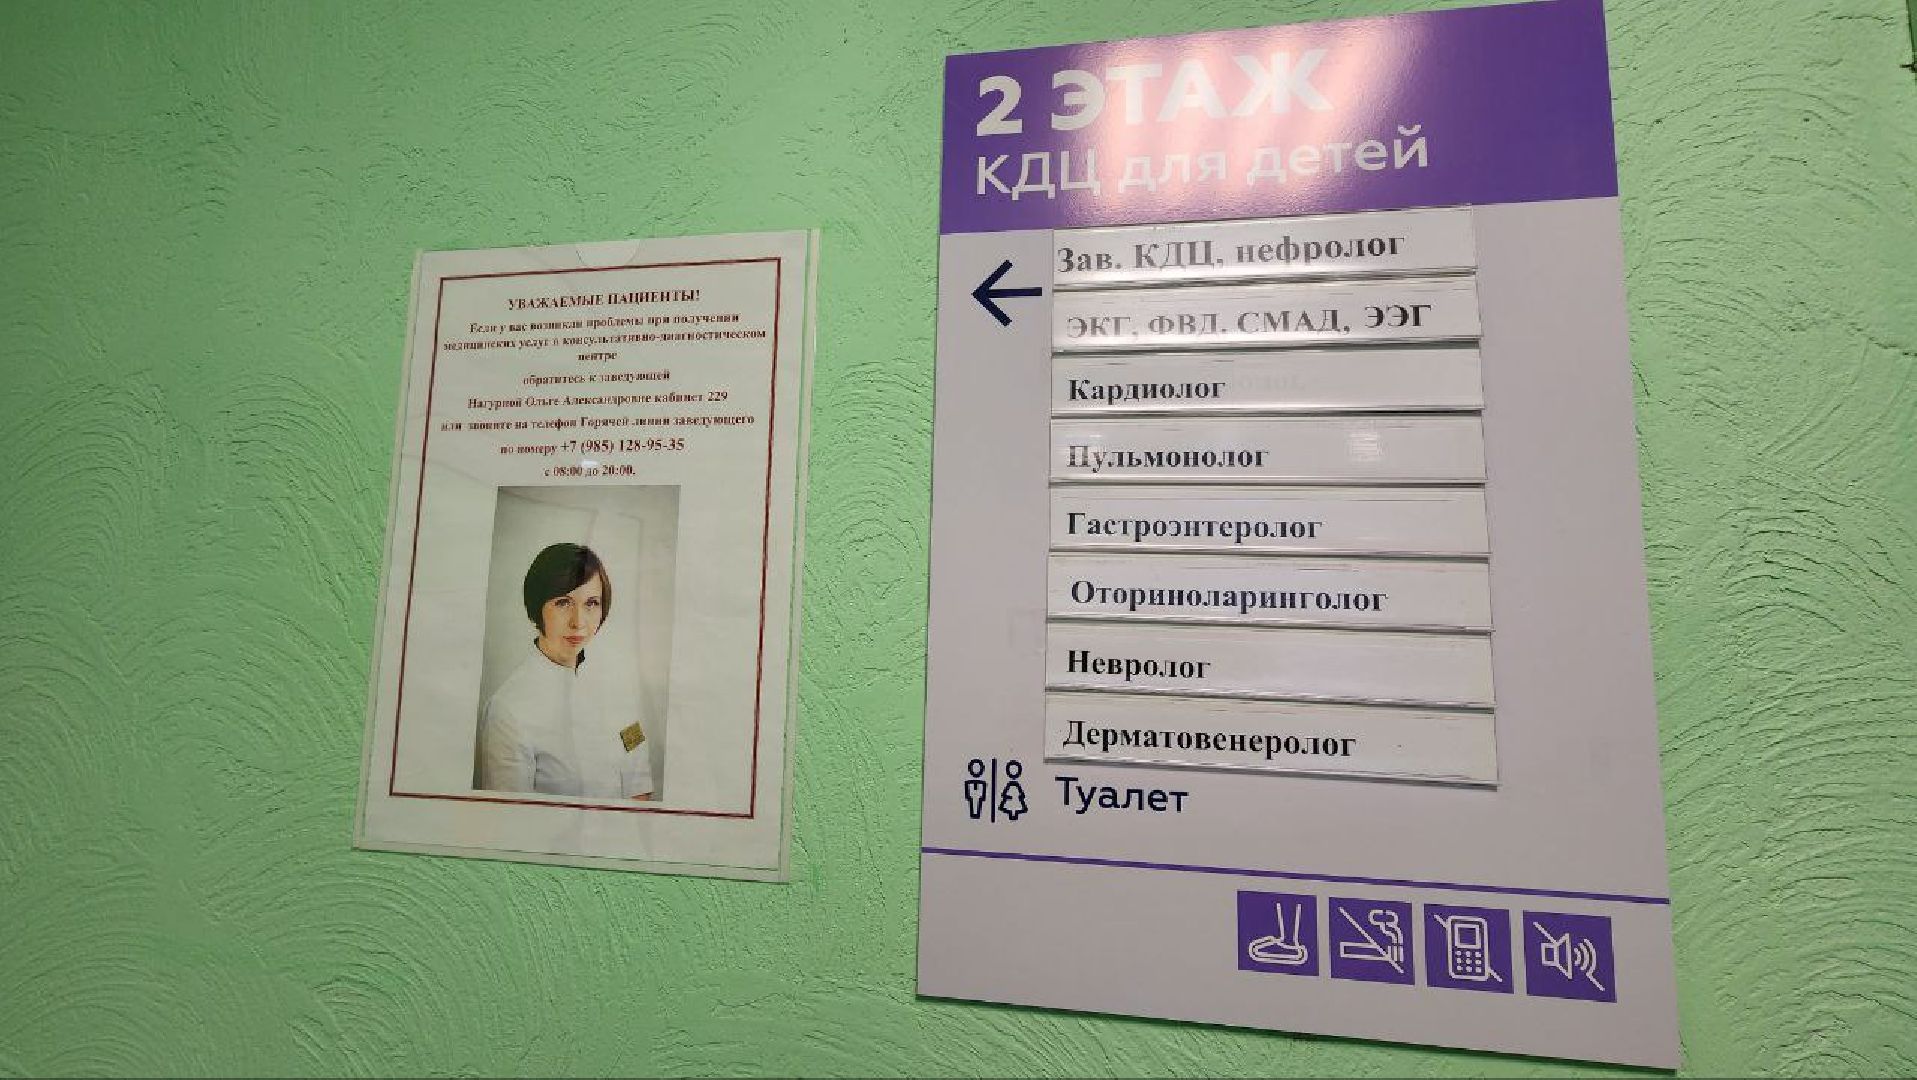 УВАЖАЕМЫЕ ПАЦИЕНТЫ!
Если у вас возникли проблемы при получении
медицинских услуг в консультативно-диагностическом
центре
обратитесь к заведующей
Нагурной Ольге Александровне кабинет 229
или звоните на телефон Горячей линии заведующего
по номеру +7 (985) 128-95-35
с 08:00 до 20:00.
2 ЭТАЖ
КДЦ для детей
Зав. КДЦ, нефролог
ЭКГ, ФВД, СМАД, ЭЭГ
Кардиолог
Пульмонолог
Гастроэнтеролог
Оториноларинголог
Невролог
Дерматовенеролог
Туалет